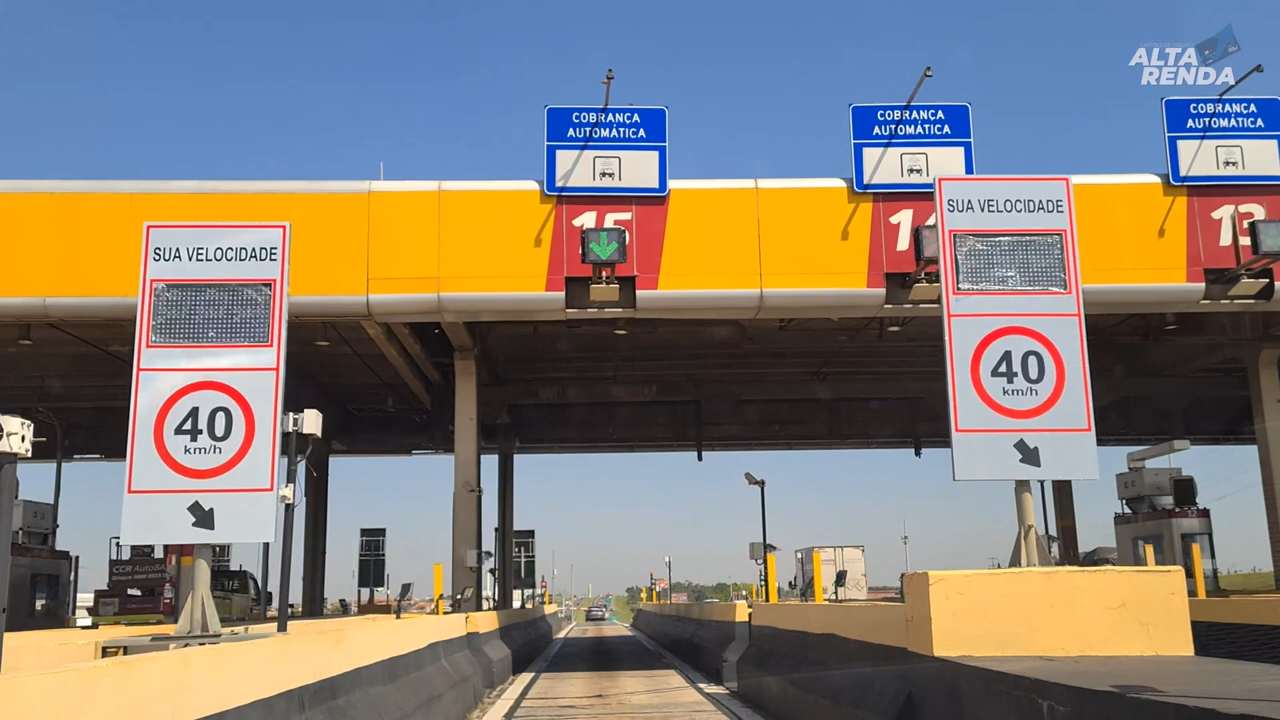 ALTA
RENDA
COBRANÇA
AUTOMÁTICA
COBRANÇA
AUTOMÁTICA
COBRANÇA
AUTOMÁTICA
15
14
13
SUA VELOCIDADE
40
km/h
SUA VELOCIDADE
40
km/h
CCR AutoBA